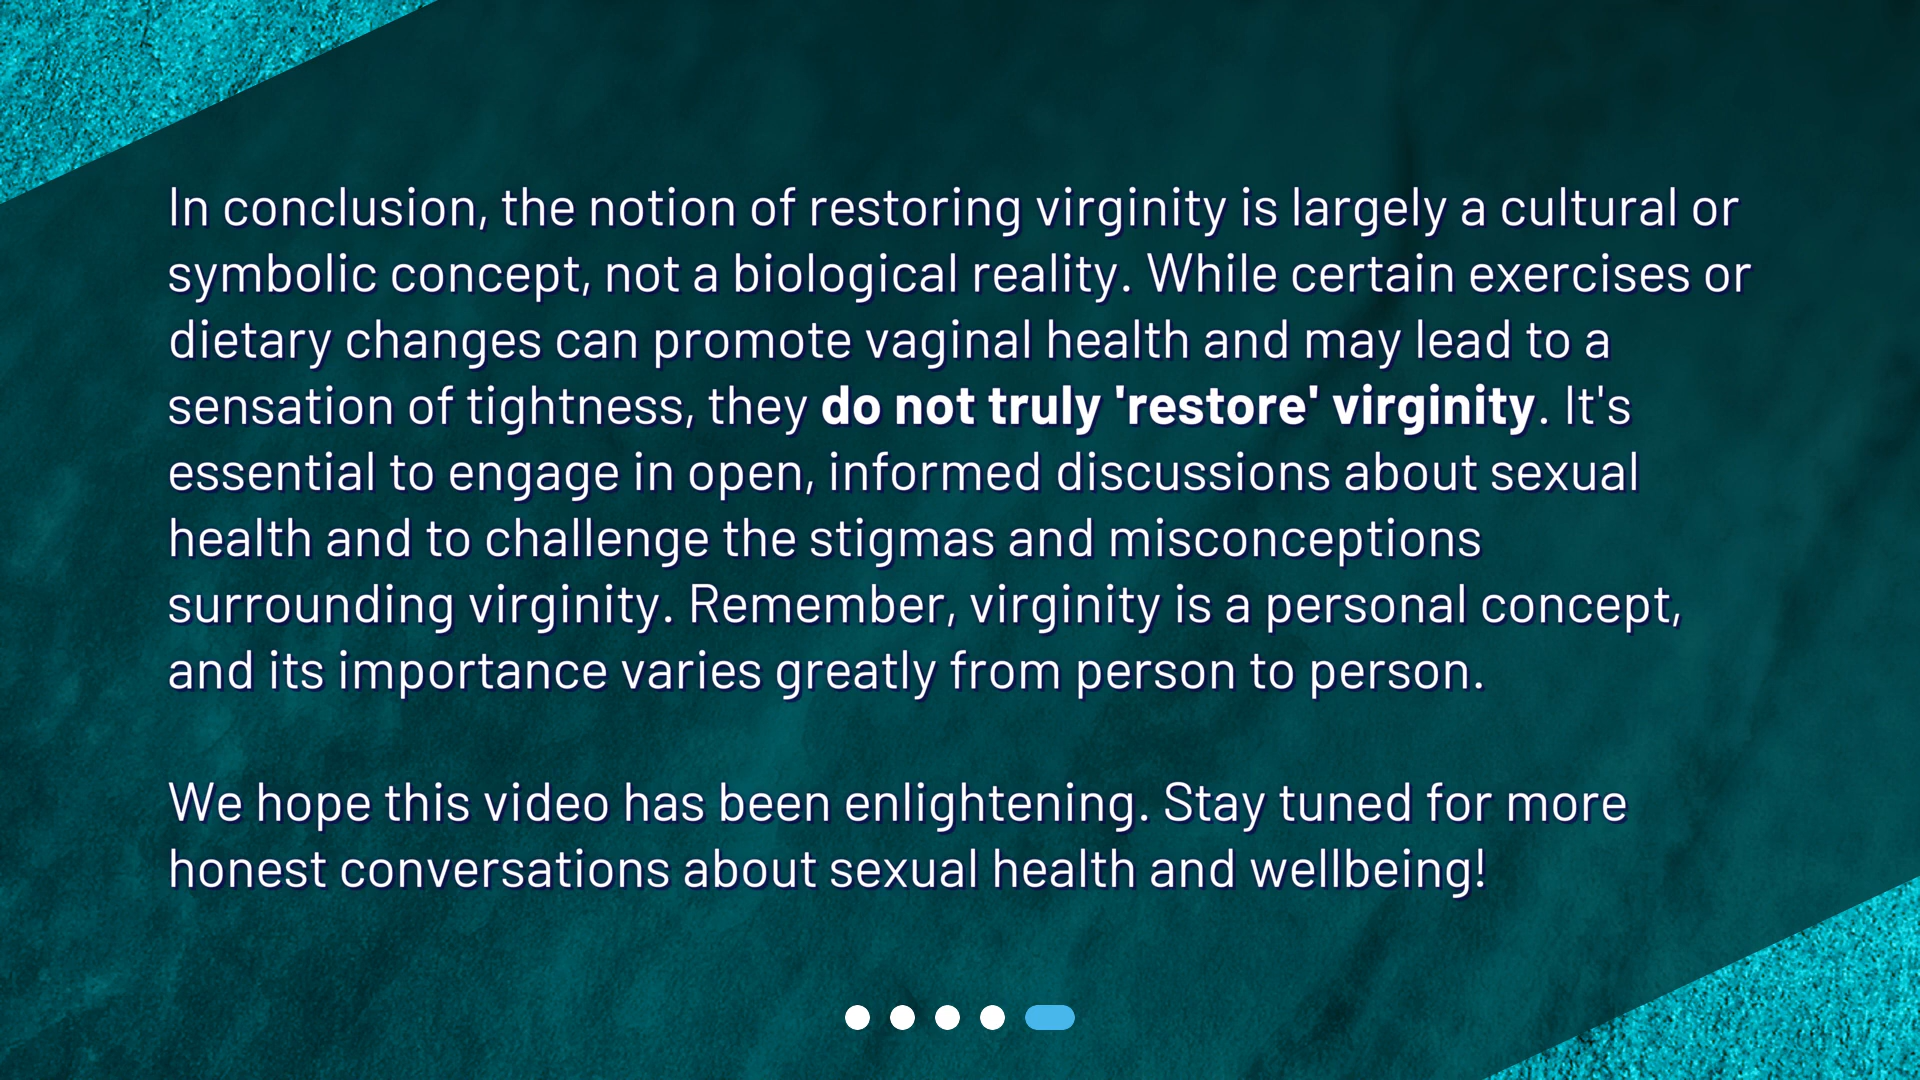 In conclusion, the notion of restoring virginity is largely a cultural or
symbolic concept, not a biological reality. While certain exercises or
dietary changes can promote vaginal health and may lead to a
sensation of tightness, they do not truly 'restore' virginity. It's
essential to engage in open, informed discussions about sexual
health and to challenge the stigmas and misconceptions
surrounding virginity. Remember, virginity is a personal concept,
and its importance varies greatly from person to person.
We hope this video has been enlightening. Stay tuned for more
honest conversations about sexual health and wellbeing!